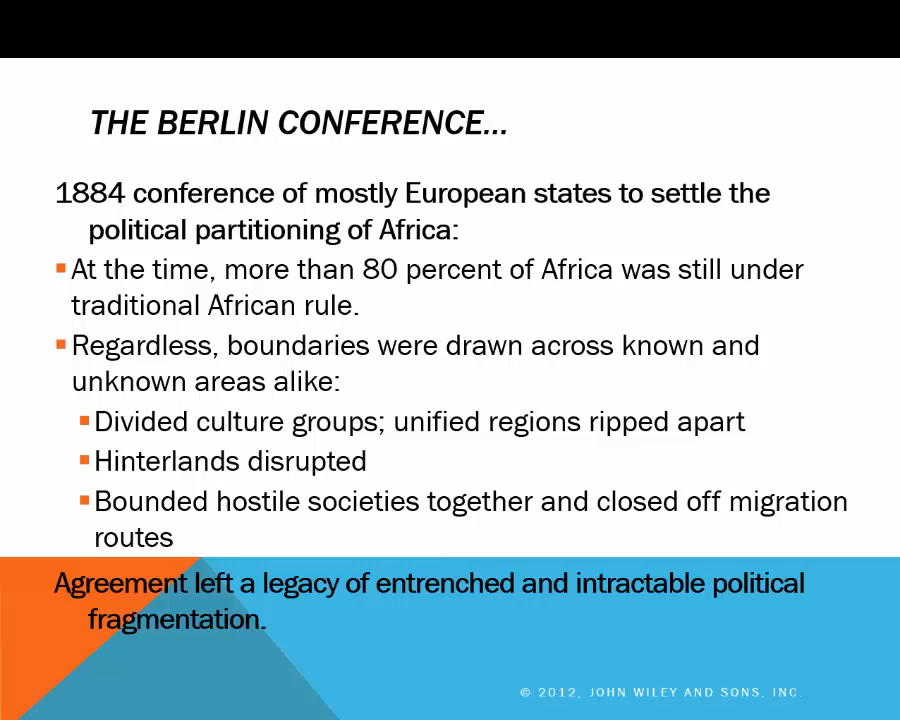 THE BERLIN CONFERENCE...
1884 conference of mostly European states to settle the
political partitioning of Africa:
▪At the time, more than 80 percent of Africa was still under
traditional African rule.
▪Regardless, boundaries were drawn across known and
unknown areas alike:
▪Divided culture groups; unified regions ripped apart
▪Hinterlands disrupted
▪Bounded hostile societies together and closed off migration
routes
Agreement left a legacy of entrenched and intractable political
fragmentation.
© 2012, JOHN WILEY AND SONS, INC.